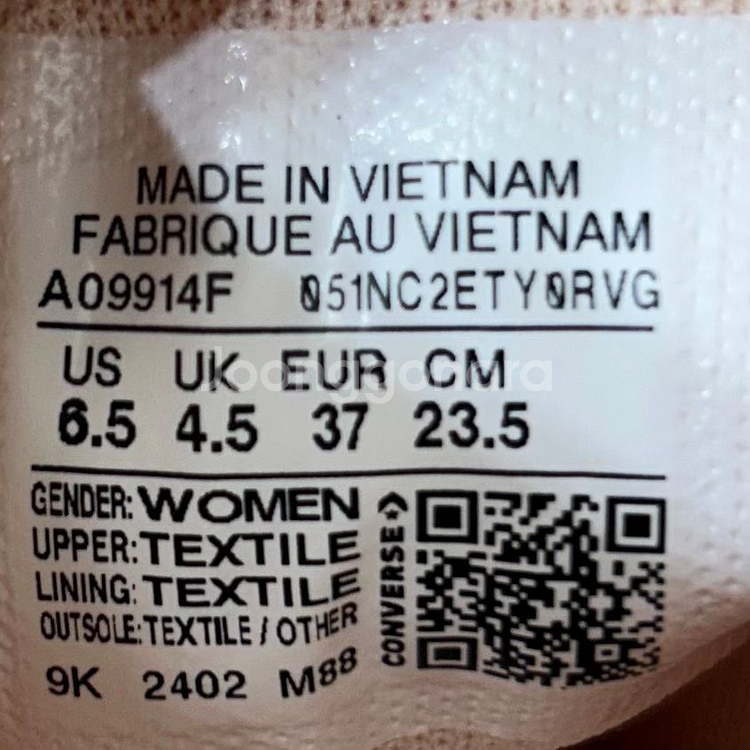 MADE IN VIETNAM
FABRIQUE AU VIETNAM
A09914F 051NC2ETY0RVG
Joonggonara
US UK EUR CM
6.5 4.5 37 23.5
GENDER: WOMEN
UPPER: TEXTILE
LINING: TEXTILE
OUTSOLE: TEXTILE / OTHER
CONVERSE
9K 2402 M88